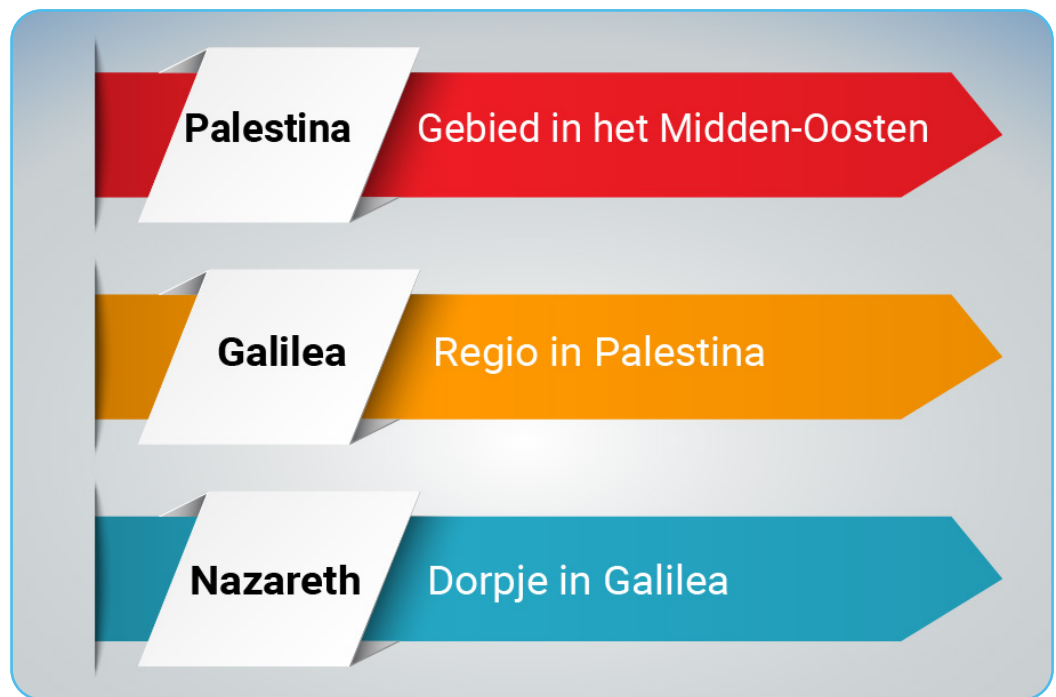 Palestina Gebied in het Midden-Oosten
Galilea Regio in Palestina
Nazareth Dorpje in Galilea